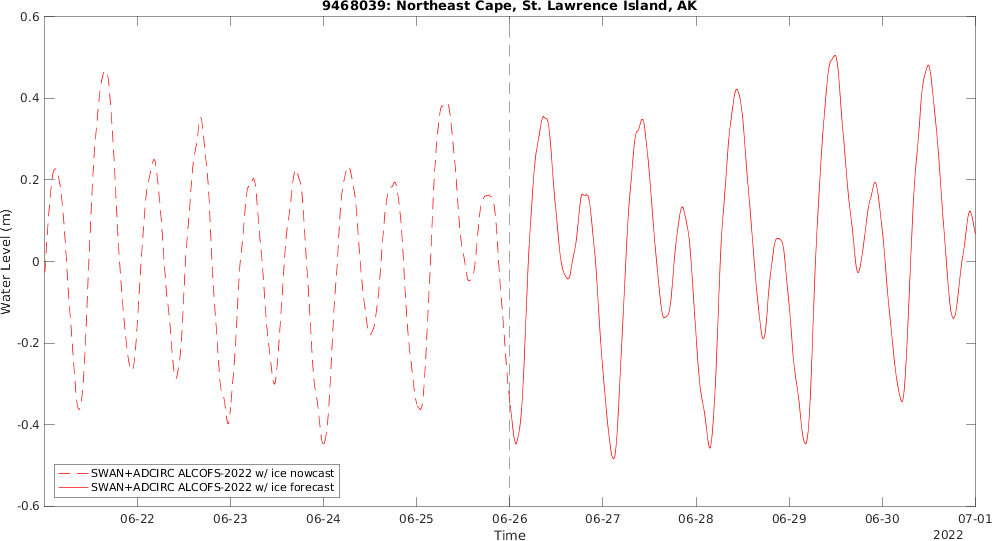 9468039: Northeast Cape, St. Lawrence Island, AK
0.6
0.4
0.2
0
-0.2
-0.4
-0.6
Water Level (m)
SWAN+ADCIRC ALCOFS-2022 w/ ice nowcast
SWAN+ADCIRC ALCOFS-2022 w/ ice forecast
06-22 06-23 06-24 06-25 06-26 06-27 06-28 06-29 06-30 07-01
Time
2022